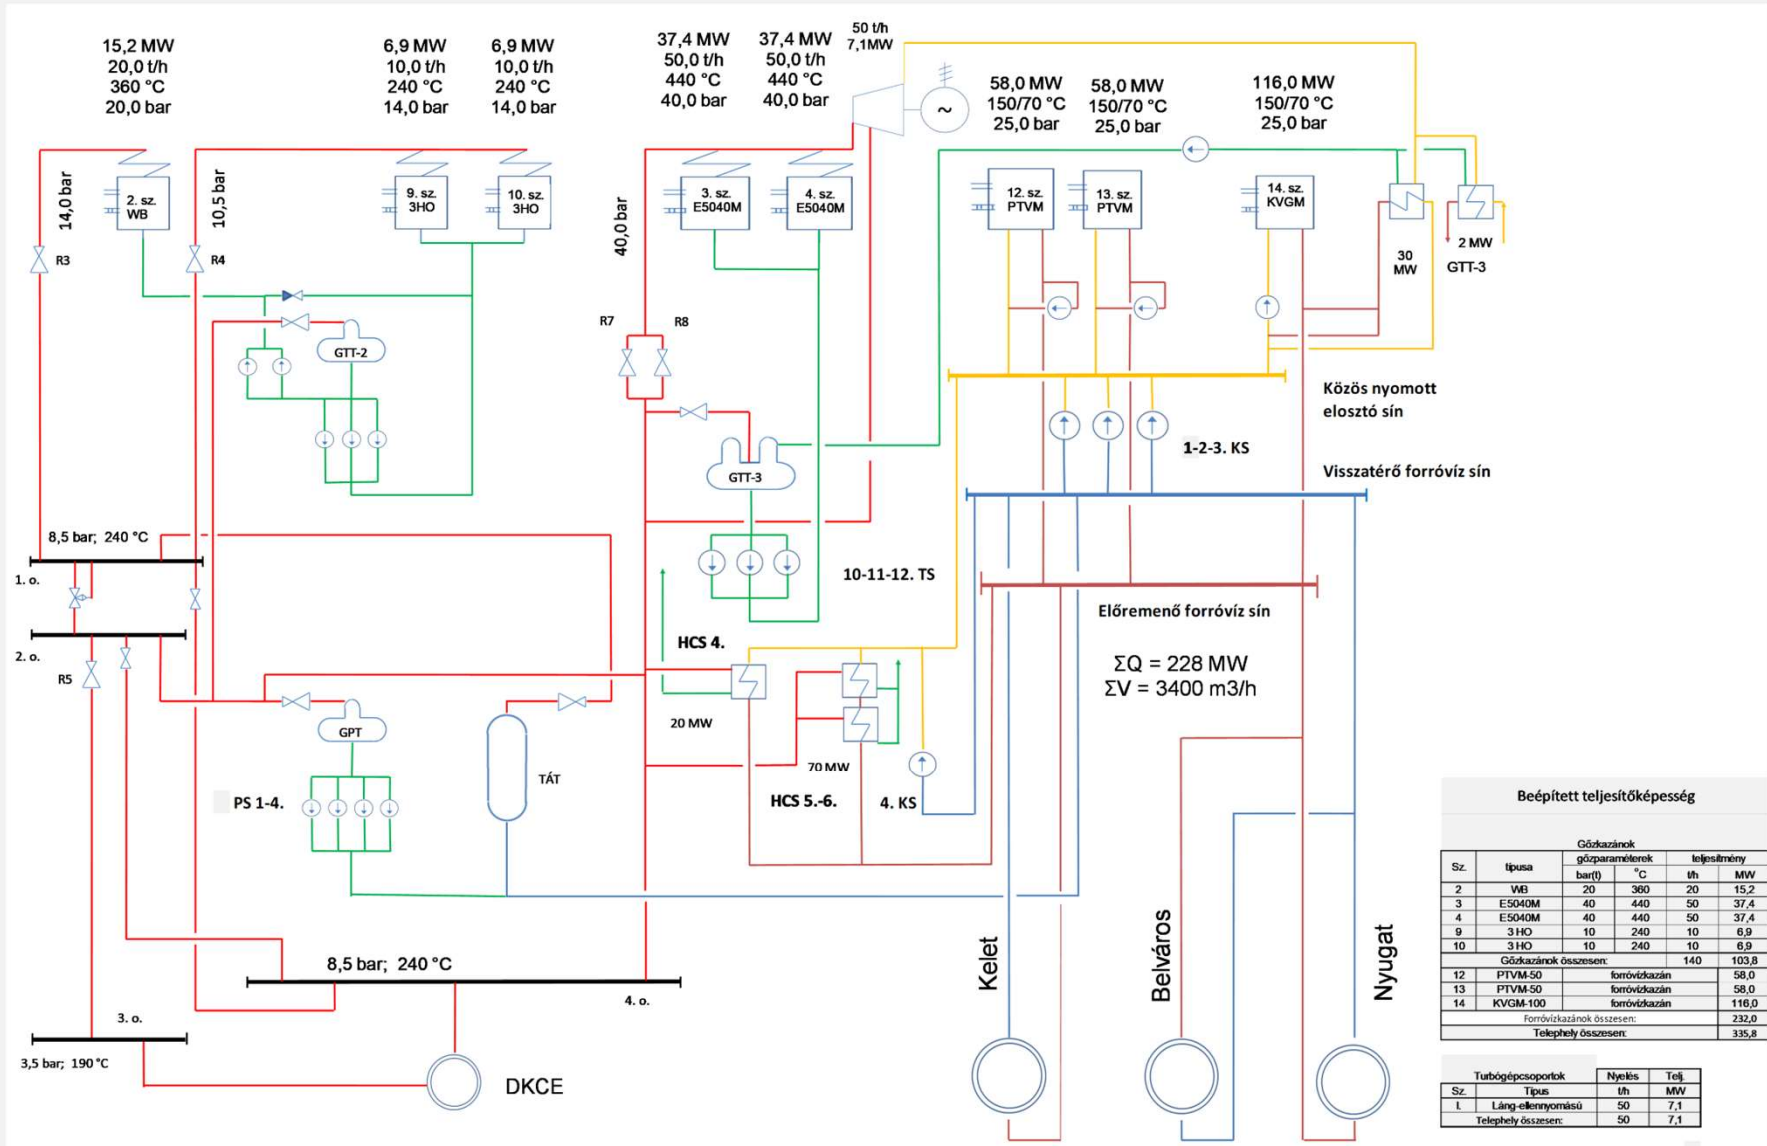 15,2 MW
20,0 t/h
360 °C
20,0 bar
6,9 MW
10,0 t/h
240 °C
14,0 bar
6,9 MW
10,0 t/h
240 °C
14,0 bar
37,4 MW
50,0 t/h
440 °C
40,0 bar
37,4 MW
50,0 t/h
440 °C
40,0 bar
50 t/h
7,1MW
~
58,0 MW
150/70 °C
25,0 bar
58,0 MW
150/70 °C
25,0 bar
116,0 MW
150/70 °C
25,0 bar
14,0 bar
2. sz.
WB
10,5 bar
9. sz.
3HO
10. sz.
3HO
40,0 bar
3. sz.
E5040M
4. sz.
E5040M
12. sz.
PTVM
13. sz.
PTVM
14. sz.
KVGM
R3
R4
30
MW
2 MW
GTT-3
R7
R8
GTT-2
GTT-3
Közös nyomott
elosztó sín
1-2-3. KS
Visszatérő forróvíz sín
8,5 bar; 240 °C
1. o.
10-11-12. TS
Előremenő forróvíz sín
2. o.
HCS 4.
ΣQ = 228 MW
ΣV = 3400 m3/h
R5
20 MW
GPT
TÁT
70 MW
PS 1-4.
HCS 5.-6.
4. KS
8,5 bar; 240 °C
4. o.
3. o.
3,5 bar; 190 °C
DKCE
Kelet
Belváros
Nyugat
Beépített teljesítőképesség
Gőzkazánok
Sz. típusa gőzparaméterek teljesítmény
bar(t) °C t/h MW
2 WB 20 360 20 15,2
3 E5040M 40 440 50 37,4
4 E5040M 40 440 50 37,4
9 3 HO 10 240 10 6,9
10 3 HO 10 240 10 6,9
Gőzkazánok összesen: 140 103,8
12 PTVM-50 forróvízkazán 58,0
13 PTVM-50 forróvízkazán 58,0
14 KVGM-100 forróvízkazán 116,0
Forróvízkazánok összesen: 232,0
Telephely összesen: 335,8
Turbógépcsoportok Nyelés Telj.
Sz. Típus t/h MW
I. Láng-ellennyomású 50 7,1
Telephely összesen: 50 7,1